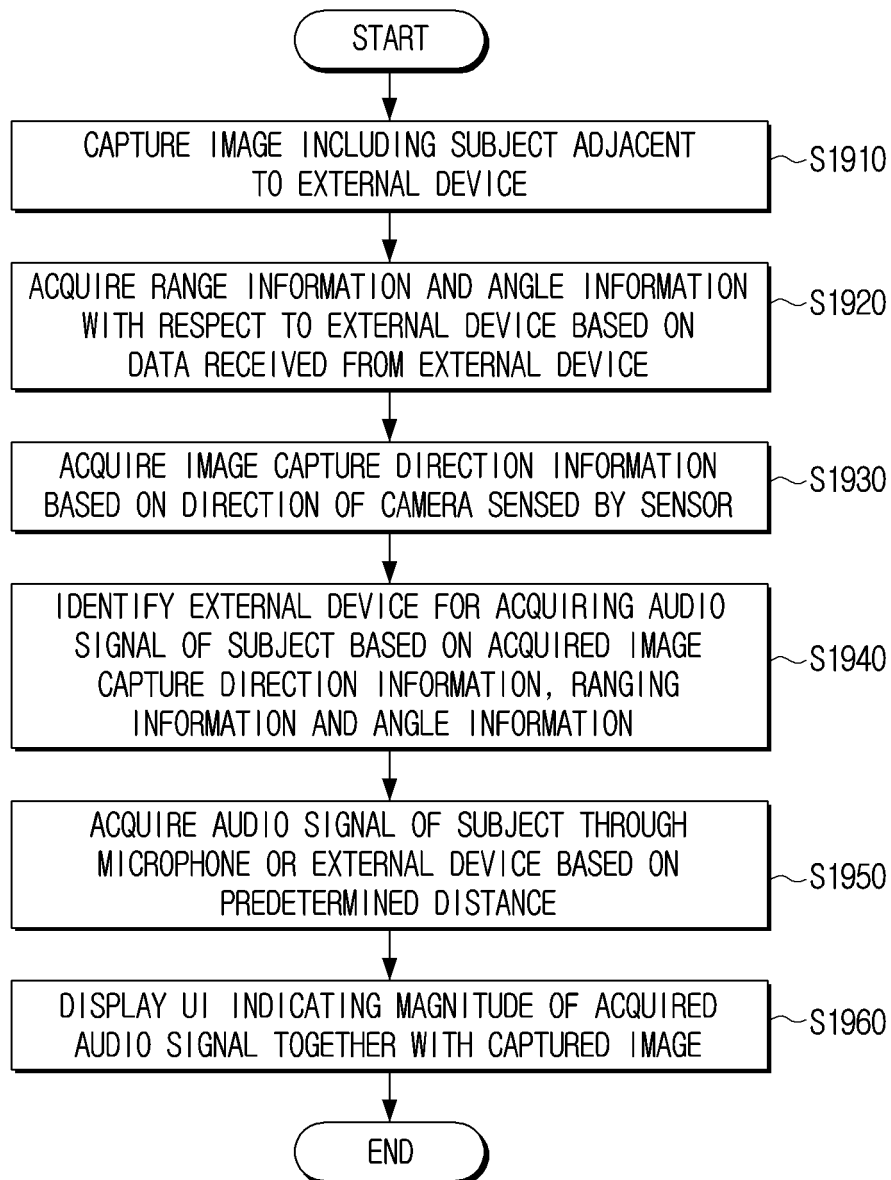 START
CAPTURE IMAGE INCLUDING SUBJECT ADJACENT
TO EXTERNAL DEVICE
S1910
ACQUIRE RANGE INFORMATION AND ANGLE INFORMATION
WITH RESPECT TO EXTERNAL DEVICE BASED ON
DATA RECEIVED FROM EXTERNAL DEVICE
S1920
ACQUIRE IMAGE CAPTURE DIRECTION INFORMATION
BASED ON DIRECTION OF CAMERA SENSED BY SENSOR
S1930
IDENTIFY EXTERNAL DEVICE FOR ACQUIRING AUDIO
SIGNAL OF SUBJECT BASED ON ACQUIRED IMAGE
CAPTURE DIRECTION INFORMATION, RANGING
INFORMATION AND ANGLE INFORMATION
S1940
ACQUIRE AUDIO SIGNAL OF SUBJECT THROUGH
MICROPHONE OR EXTERNAL DEVICE BASED ON
PREDETERMINED DISTANCE
S1950
DISPLAY UI INDICATING MAGNITUDE OF ACQUIRED
AUDIO SIGNAL TOGETHER WITH CAPTURED IMAGE
S1960
END